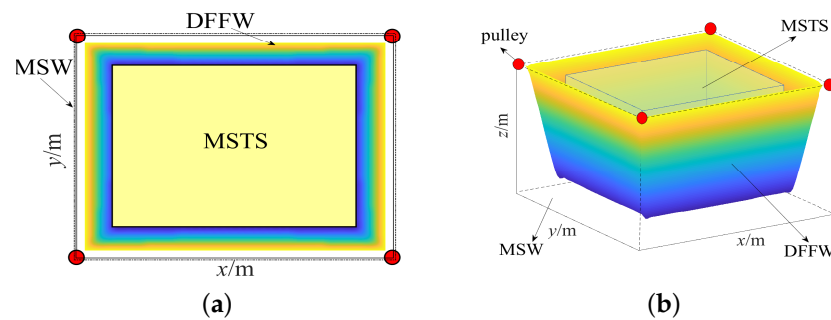 DFFW
MSW
MSTS
y/m
x/m
(a)
MSTS
pulley
z/m
MSW
y/m
x/m
DFFW
(b)